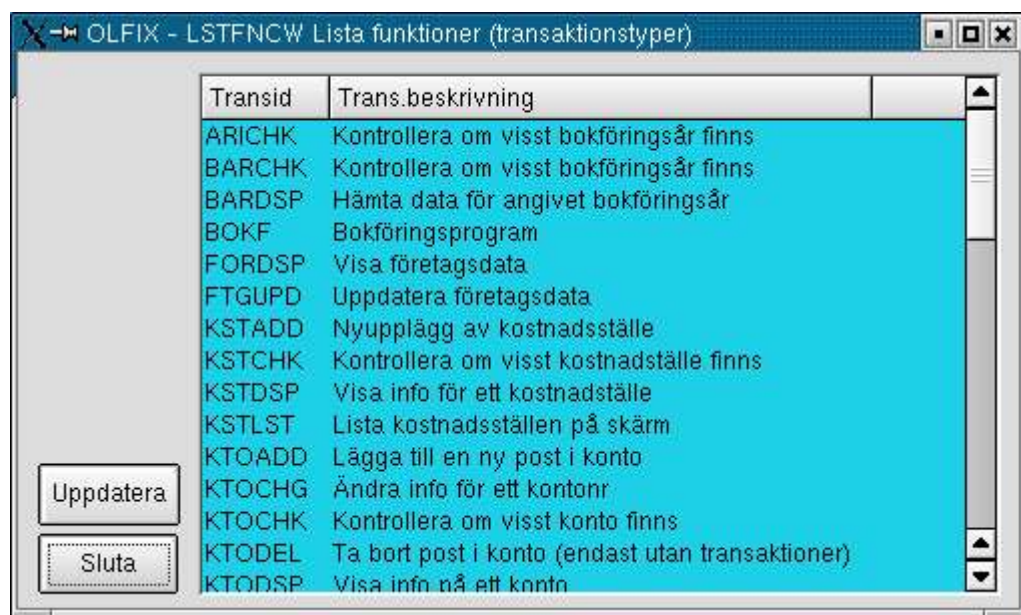 OLFIX - LSTFNCW Lista funktioner (transaktionstyper)
Transid Trans.beskrivning
ARICHK Kontrollera om visst bokföringsår finns
BARCHK Kontrollera om visst bokföringsår finns
BARDSP Hämta data för angivet bokföringsår
BOKF Bokföringsprogram
FORDSP Visa företagsdata
FTGUPD Uppdatera företagsdata
KSTADD Nyupplägg av kostnadsställe
KSTCHK Kontrollera om visst kostnadställe finns
KSTDSP Visa info för ett kostnadställe
KSTLST Lista kostnadsställen på skärm
KTOADD Lägga till en ny post i konto
KTOCHG Ändra info för ett kontonr
KTOCHK Kontrollera om visst konto finns
KTODEL Ta bort post i konto (endast utan transaktioner)
KTODSP Visa info på ett konto
Uppdatera
Sluta